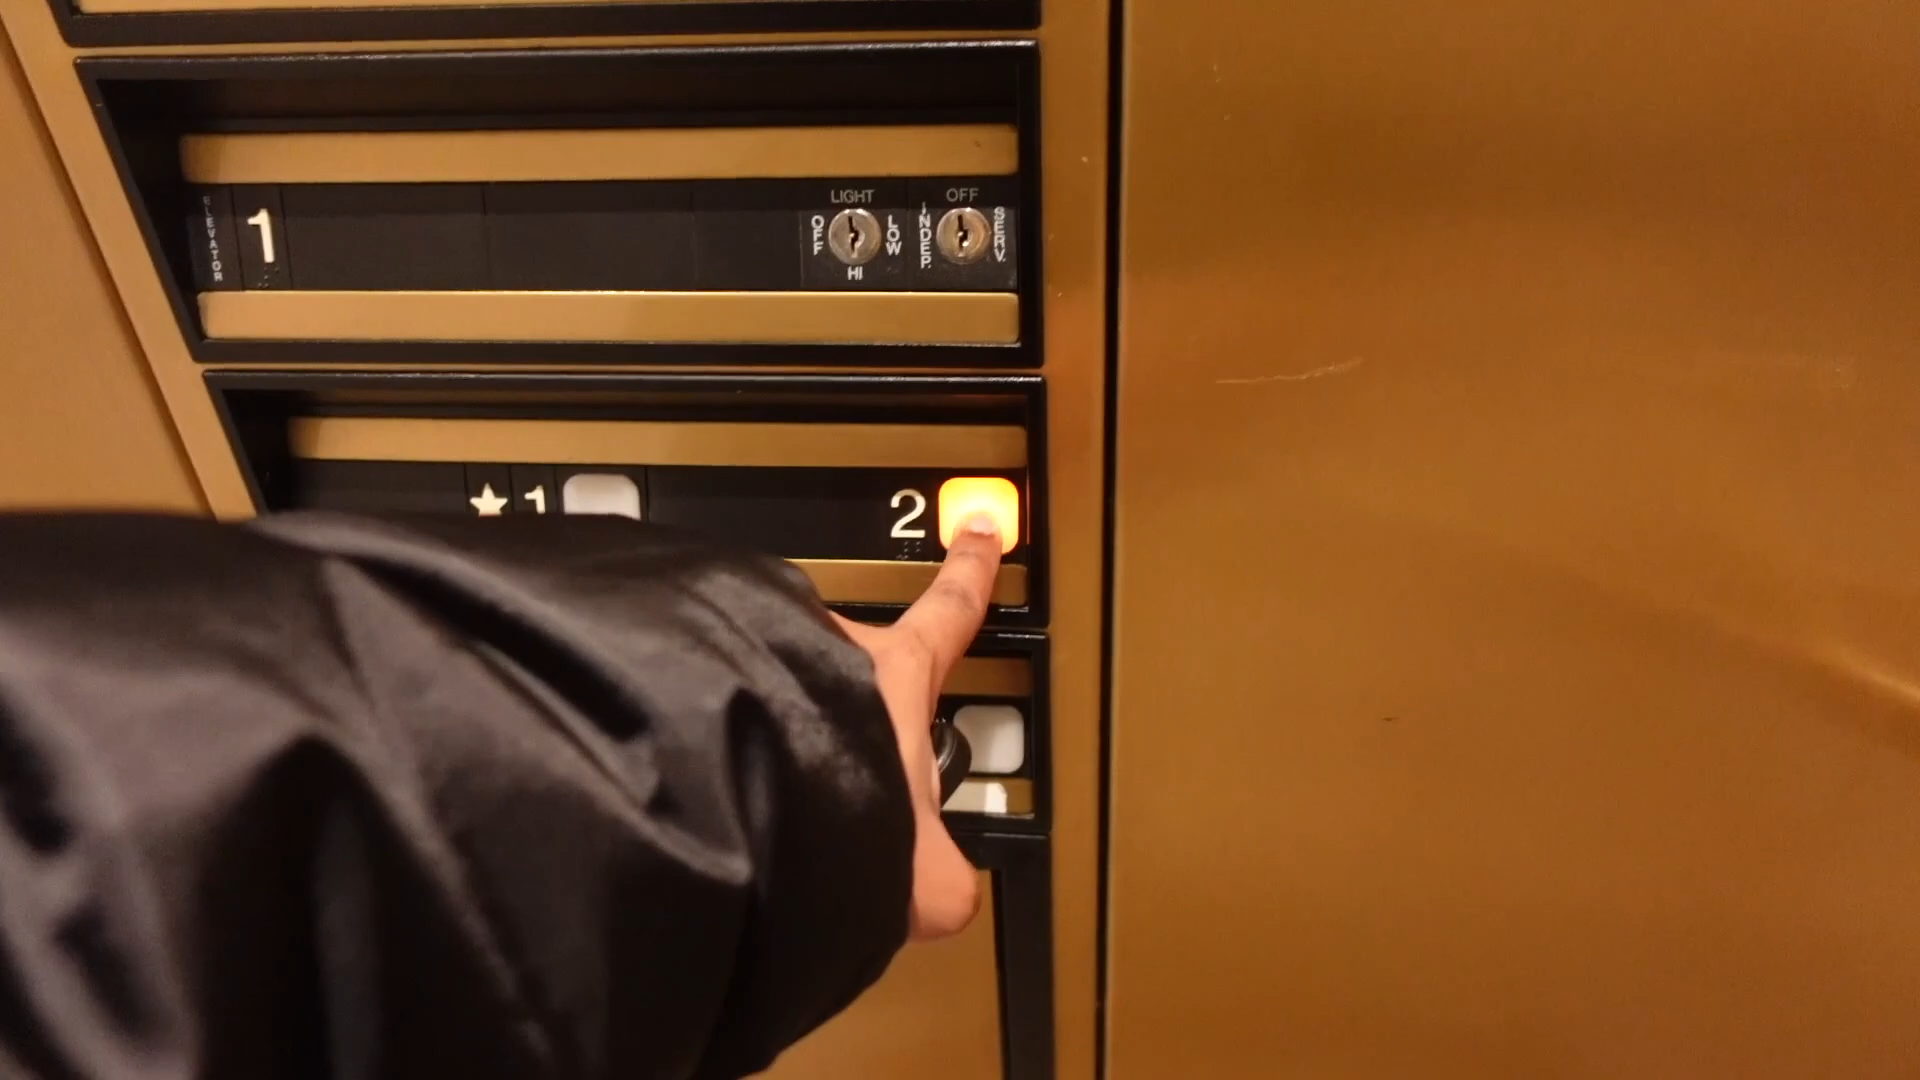 ELEVATOR
1
LIGHT
OFF
LOW
HI
OFF
INDEP.
SERV.
★1
2